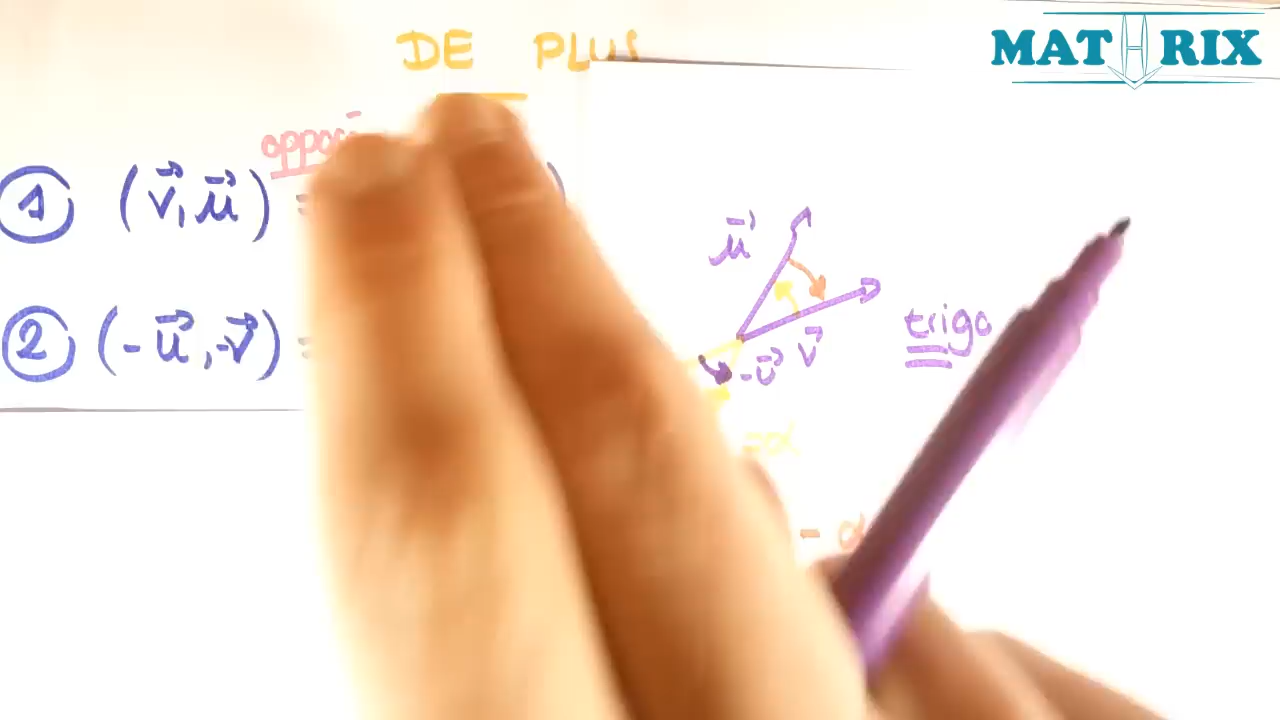 MATHRIX
DE PLUS
① (v⃗, u⃗) =
② (-u⃗, -v⃗) =
u⃗
v⃗
-u⃗
trigo
= α
- α